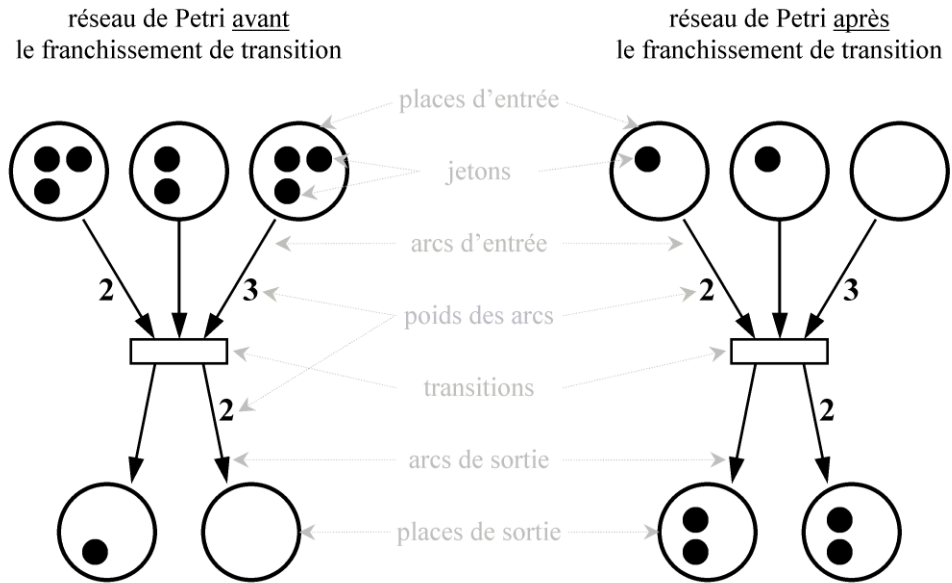 réseau de Petri avant
le franchissement de transition
réseau de Petri après
le franchissement de transition
places d'entrée
jetons
arcs d'entrée
2
3
poids des arcs
2
3
transitions
2
2
arcs de sortie
places de sortie